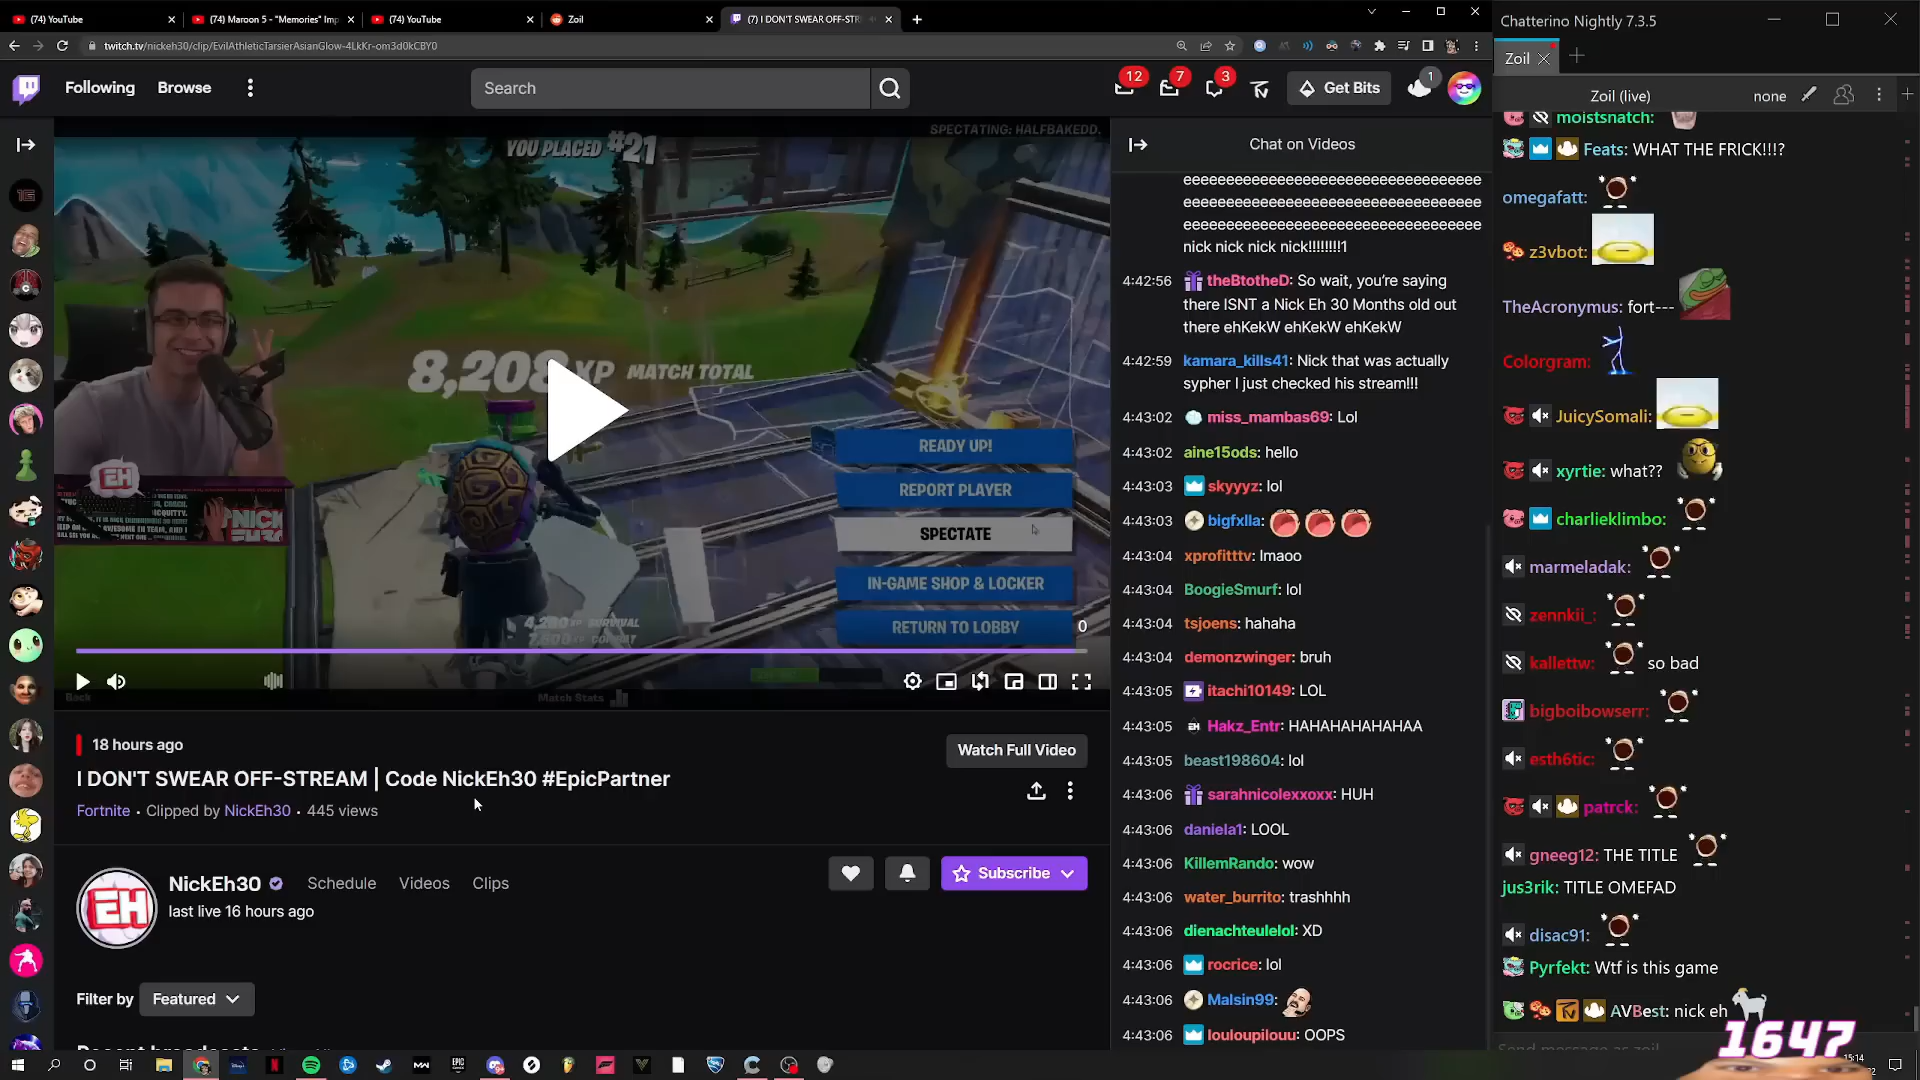 (74) YouTube
(74) Maroon 5 - "Memories" Imp
(74) YouTube
Zoil
(7) I DON'T SWEAR OFF-STR
Chatterino Nightly 7.3.5
twitch.tv/nickeh30/clip/EvilAthleticTarsierAsianGlow-4LkKr-om3d0kCBY0
Zoil
Following
Browse
Search
12
7
3
Get Bits
1
Zoil (live)
none
SPECTATING: HALFBAKEDD.
YOU PLACED #21
8,208 XP MATCH TOTAL
READY UP!
REPORT PLAYER
SPECTATE
IN-GAME SHOP & LOCKER
RETURN TO LOBBY
0
EH
NICK
Back
Match Stats
18 hours ago
Watch Full Video
I DON'T SWEAR OFF-STREAM | Code NickEh30 #EpicPartner
Fortnite • Clipped by NickEh30 • 445 views
EH
NickEh30
Schedule
Videos
Clips
Subscribe
last live 16 hours ago
Filter by
Featured
Chat on Videos
eeeeeeeeeeeeeeeeeeeeeeeeeeeeeeeeeee
eeeeeeeeeeeeeeeeeeeeeeeeeeeeeeeeeee
eeeeeeeeeeeeeeeeeeeeeeeeeeeeeeeeeee
nick nick nick nick!!!!!!!!1
4:42:56 theBtotheD: So wait, you're saying
there ISNT a Nick Eh 30 Months old out
there ehKekW ehKekW ehKekW
4:42:59 kamara_kills41: Nick that was actually
sypher I just checked his stream!!!
4:43:02 miss_mambas69: Lol
4:43:02 aine15ods: hello
4:43:03 skyyyz: lol
4:43:03 bigfxlla:
4:43:04 xprofitttv: lmaoo
4:43:04 BoogieSmurf: lol
4:43:04 tsjoens: hahaha
4:43:04 demonzwinger: bruh
4:43:05 itachi10149: LOL
4:43:05 Hakz_Entr: HAHAHAHAHAHAA
4:43:05 beast198604: lol
4:43:06 sarahnicolexxoxx: HUH
4:43:06 daniela1: LOOL
4:43:06 KillemRando: wow
4:43:06 water_burrito: trashhhh
4:43:06 dienachteulelol: XD
4:43:06 rocrice: lol
4:43:06 Malsin99:
4:43:06 louloupilouu: OOPS
moistsnatch:
Feats: WHAT THE FRICK!!!?
omegafatt:
z3vbot:
TheAcronymus: fort---
Colorgram:
JuicySomali:
xyrtie: what??
charlieklimbo:
marmeladak:
zennkii_:
kallettw: so bad
bigboibowserr:
esth6tic:
patrck:
gneeg12: THE TITLE
jus3rik: TITLE OMEFAD
disac91:
Pyrfekt: Wtf is this game
AVBest: nick eh
1647
15:14